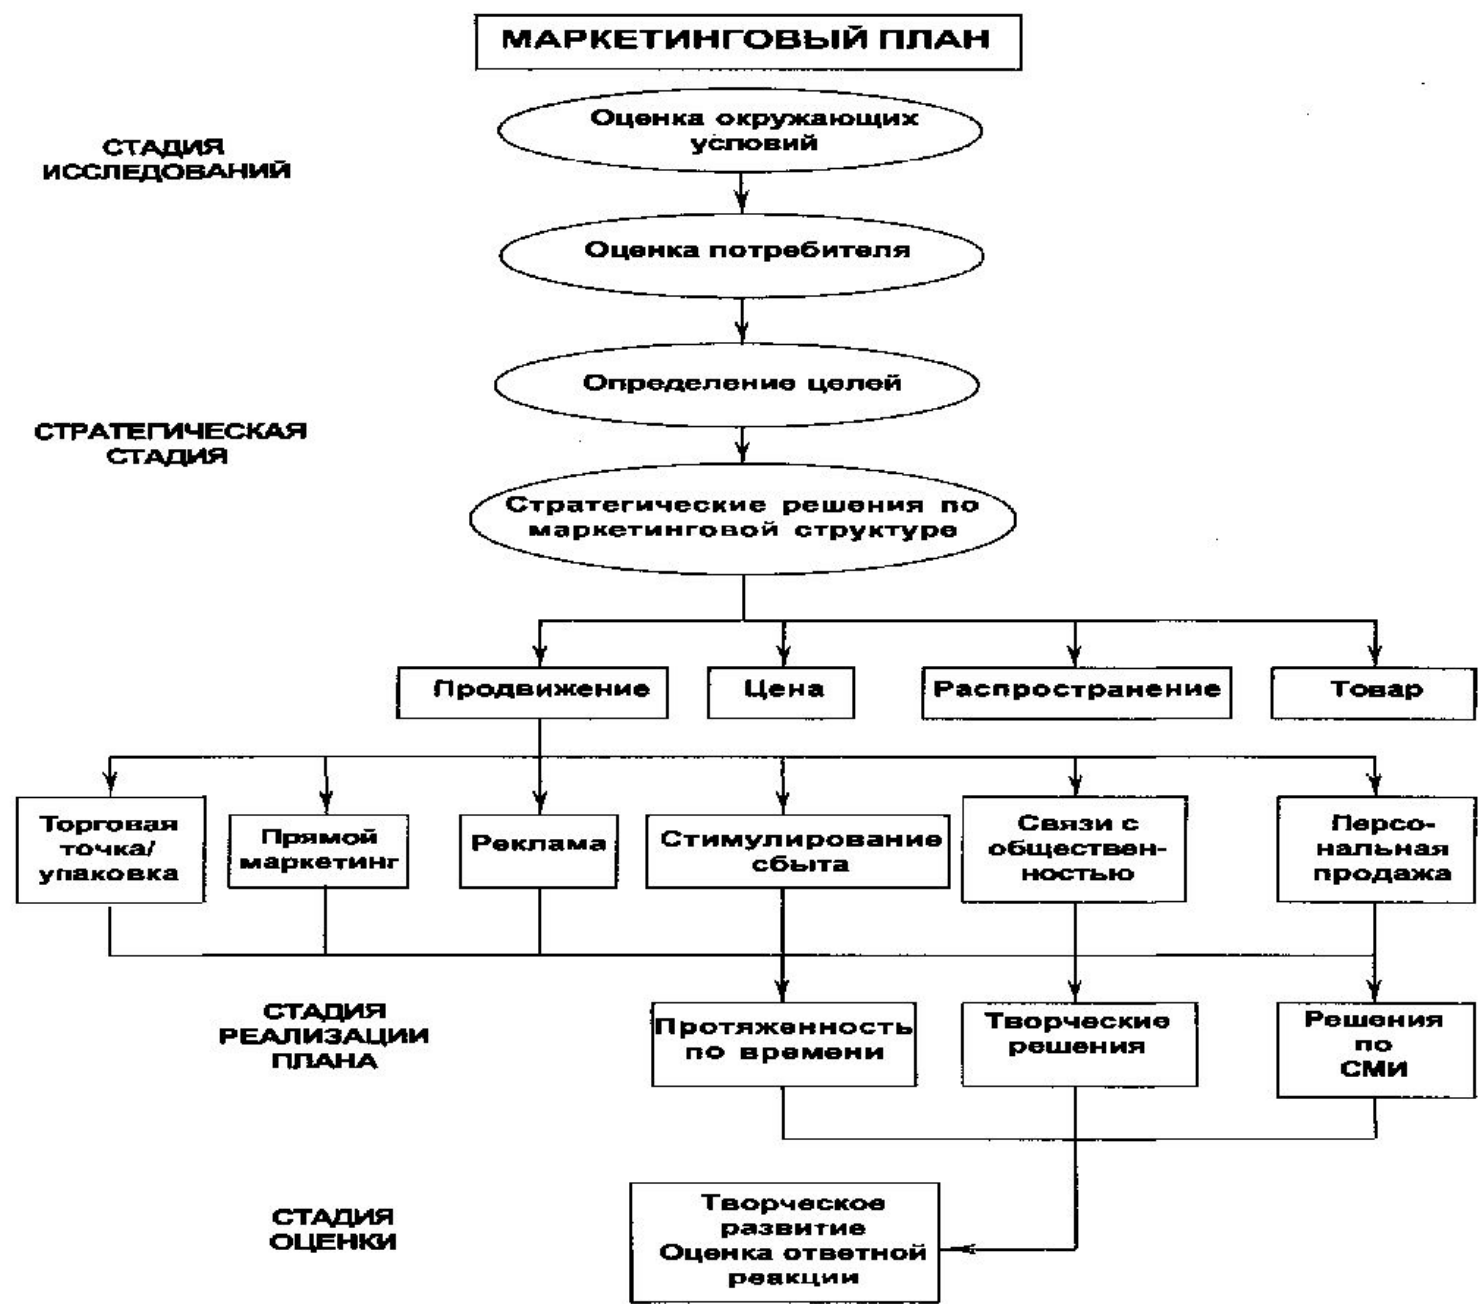 МАРКЕТИНГОВЫЙ ПЛАН
Оценка окружающих
условий
СТАДИЯ
ИССЛЕДОВАНИЙ
Оценка потребителя
Определение целей
СТРАТЕГИЧЕСКАЯ
СТАДИЯ
Стратегические решения по
маркетинговой структуре
Продвижение
Цена
Распространение
Товар
Торговая
точка/
упаковка
Прямой
маркетинг
Реклама
Стимулирование
сбыта
Связи с
обществен-
ностью
Персо-
нальная
продажа
СТАДИЯ
РЕАЛИЗАЦИИ
ПЛАНА
Протяженность
по времени
Творческие
решения
Решения
по
СМИ
СТАДИЯ
ОЦЕНКИ
Творческое
развитие
Оценка ответной
реакции